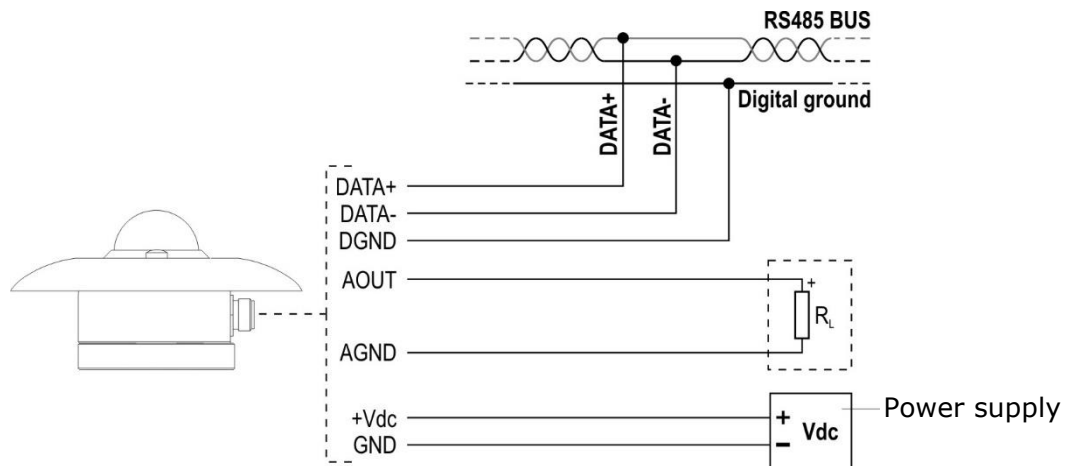 RS485 BUS
Digital ground
DATA+
DATA-
DATA+
DATA-
DGND
AOUT
+
RL
AGND
+Vdc
+
Vdc
Power supply
GND
-